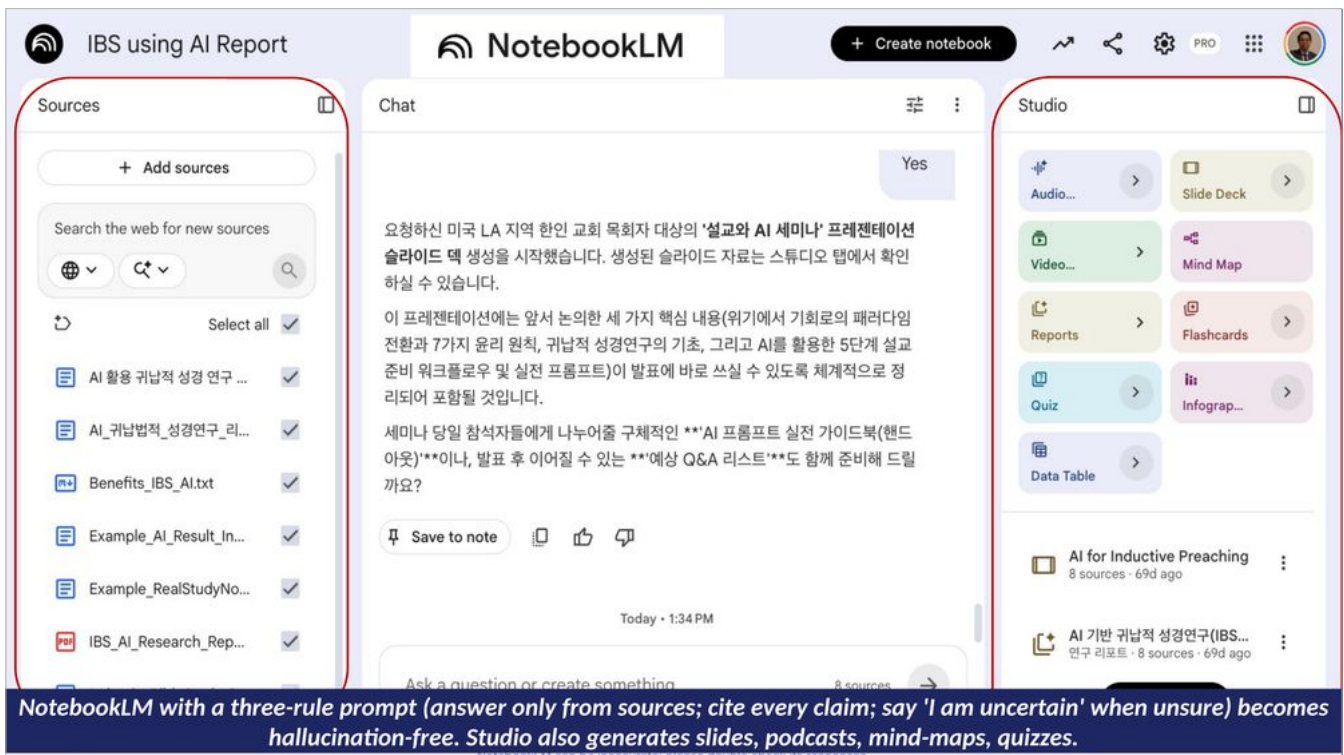 IBS using AI Report
NotebookLM
+ Create notebook
PRO
Sources
+ Add sources
Search the web for new sources
Select all
AI 활용 귀납적 성경 연구 ...
AI_귀납법적_성경연구_리...
Benefits_IBS_AI.txt
Example_AI_Result_In...
Example_RealStudyNo...
PDF
IBS_AI_Research_Rep...
Chat
Yes
요청하신 미국 LA 지역 한인 교회 목회자 대상의 '설교와 AI 세미나' 프레젠테이션
슬라이드 덱 생성을 시작했습니다. 생성된 슬라이드 자료는 스튜디오 탭에서 확인
하실 수 있습니다.
이 프레젠테이션에는 앞서 논의한 세 가지 핵심 내용(위기에서 기회로의 패러다임
전환과 7가지 윤리 원칙, 귀납적 성경연구의 기초, 그리고 AI를 활용한 5단계 설교
준비 워크플로우 및 실전 프롬프트)이 발표에 바로 쓰실 수 있도록 체계적으로 정
리되어 포함될 것입니다.
세미나 당일 참석자들에게 나누어줄 구체적인 **'AI 프롬프트 실전 가이드북(핸드
아웃)'**이나, 발표 후 이어질 수 있는 **'예상 Q&A 리스트'**도 함께 준비해 드릴
까요?
Save to note
Today • 1:34 PM
Ask a question or create something
8 sources
Studio
Audio...
Slide Deck
Video...
Mind Map
Reports
Flashcards
Quiz
Infograp...
Data Table
AI for Inductive Preaching
8 sources · 69d ago
AI 기반 귀납적 성경연구(IBS...
연구 리포트 · 8 sources · 69d ago
NotebookLM with a three-rule prompt (answer only from sources; cite every claim; say 'I am uncertain' when unsure) becomes
hallucination-free. Studio also generates slides, podcasts, mind-maps, quizzes.